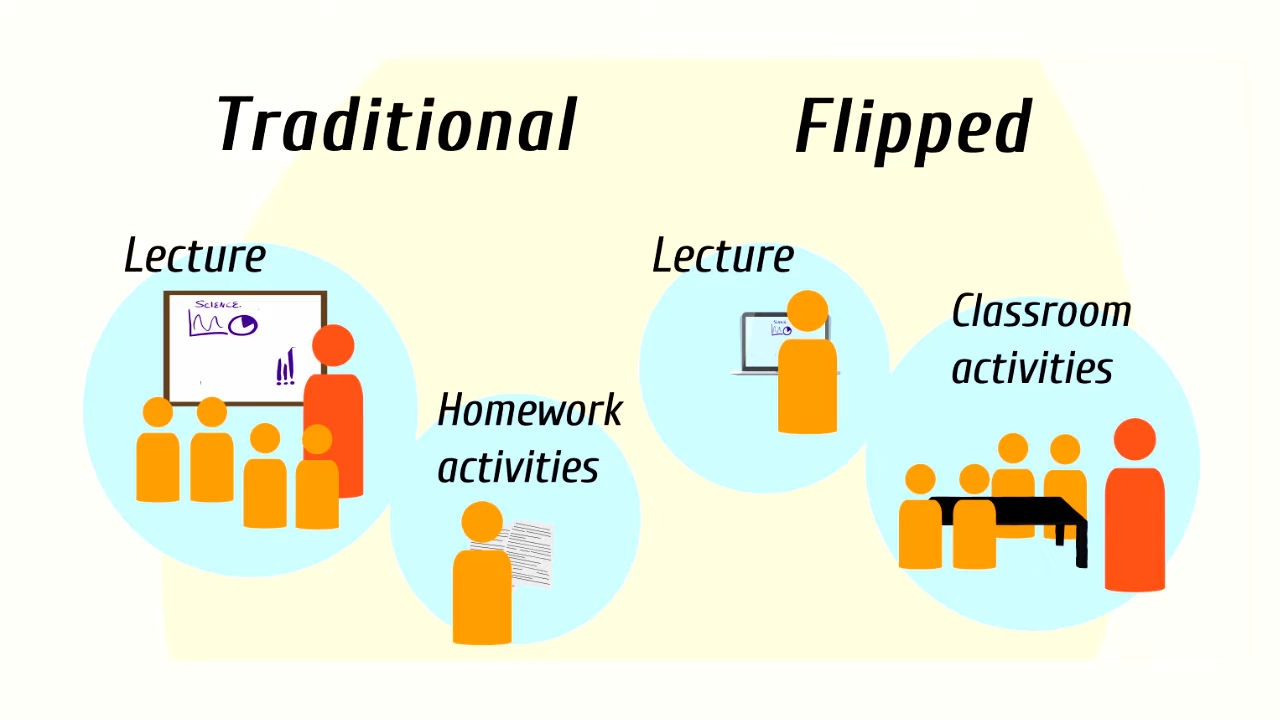 Traditional
Flipped
Lecture
SCIENCE.
Homework
activities
Lecture
Classroom
activities